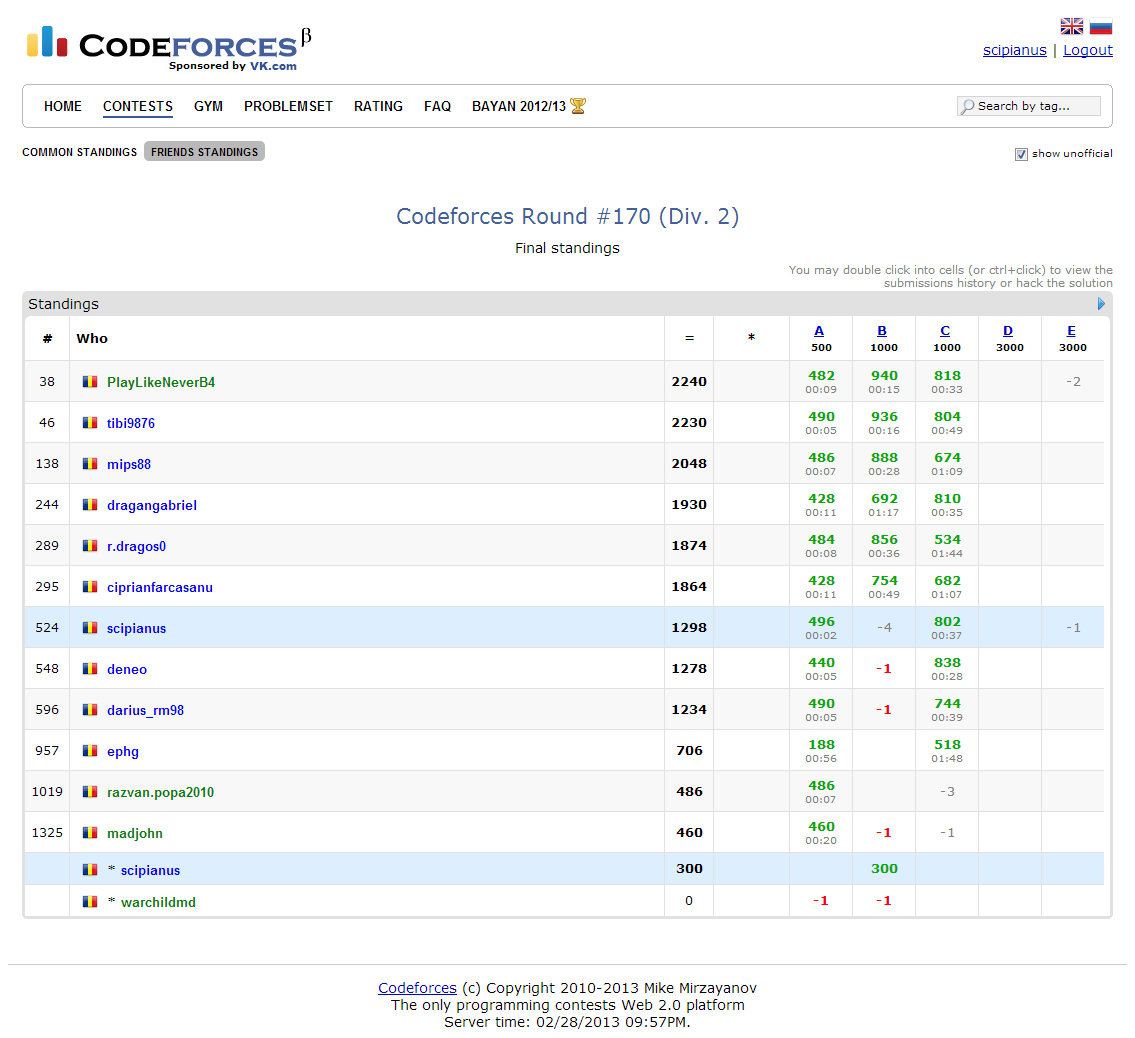 CODEFORCES β
Sponsored by VK.com
scipianus | Logout
HOME CONTESTS GYM PROBLEMSET RATING FAQ BAYAN 2012/13 Search by tag...
COMMON STANDINGS FRIENDS STANDINGS show unofficial
Codeforces Round #170 (Div. 2)
Final standings
You may double click into cells (or ctrl+click) to view the
submissions history or hack the solution
Standings
# Who = * A B C D E
500 1000 1000 3000 3000
38 PlayLikeNeverB4 2240 482 940 818 -2
00:09 00:15 00:33
46 tibi9876 2230 490 936 804
00:05 00:16 00:49
138 mips88 2048 486 888 674
00:07 00:28 01:09
244 dragangabriel 1930 428 692 810
00:11 01:17 00:35
289 r.dragos0 1874 484 856 534
00:08 00:36 01:44
295 ciprianfarcasanu 1864 428 754 682
00:11 00:49 01:07
524 scipianus 1298 496 -4 802 -1
00:02 00:37
548 deneo 1278 440 -1 838
00:05 00:28
596 darius_rm98 1234 490 -1 744
00:05 00:39
957 ephg 706 188 518
00:56 01:48
1019 razvan.popa2010 486 486 -3
00:07
1325 madjohn 460 460 -1 -1
00:20
* scipianus 300 300
* warchildmd 0 -1 -1
Codeforces (c) Copyright 2010-2013 Mike Mirzayanov
The only programming contests Web 2.0 platform
Server time: 02/28/2013 09:57PM.